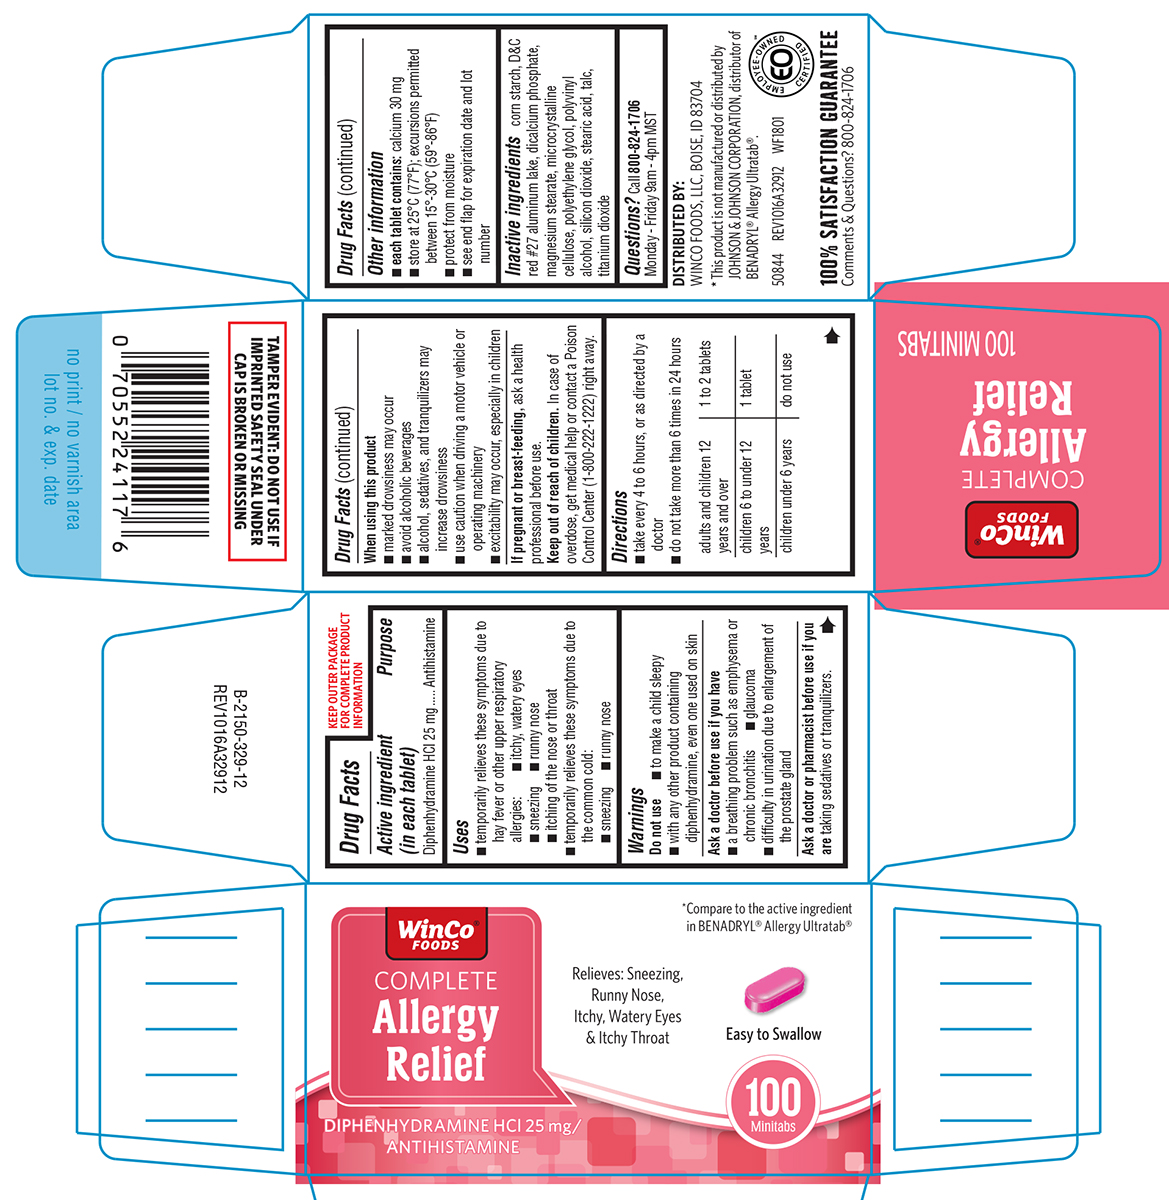 Drug Facts (continued)
Other information
■ each tablet contains: calcium 30 mg
■ store at 25°C (77°F); excursions permitted
between 15°-30°C (59°-86°F)
■ protect from moisture
■ see end flap for expiration date and lot
number
Inactive ingredients corn starch, D&C
red #27 aluminum lake, dicalcium phosphate,
magnesium stearate, microcrystalline
cellulose, polyethylene glycol, polyvinyl
alcohol, silicon dioxide, stearic acid, talc,
titanium dioxide
Questions? Call 800-824-1706
Monday - Friday 9am - 4pm MST
DISTRIBUTED BY:
WINCO FOODS, LLC, BOISE, ID 83704
* This product is not manufactured or distributed by
JOHNSON & JOHNSON CORPORATION, distributor of
BENADRYL® Allergy Ultratab®.
50844 REV1016A32912 WF1801
EMPLOYEE-OWNED
EO
CERTIFIED
™
100% SATISFACTION GUARANTEE
Comments & Questions? 800-824-1706
TAMPER EVIDENT: DO NOT USE IF
IMPRINTED SAFETY SEAL UNDER
CAP IS BROKEN OR MISSING
0 70552 24117 6
no print / no varnish area
lot no. & exp. date
Drug Facts (continued)
When using this product
■ marked drowsiness may occur
■ avoid alcoholic beverages
■ alcohol, sedatives, and tranquilizers may
increase drowsiness
■ use caution when driving a motor vehicle or
operating machinery
■ excitability may occur, especially in children
If pregnant or breast-feeding, ask a health
professional before use.
Keep out of reach of children. In case of
overdose, get medical help or contact a Poison
Control Center (1-800-222-1222) right away.
Directions
■ take every 4 to 6 hours, or as directed by a
doctor
■ do not take more than 6 times in 24 hours
adults and children 12 years and over 1 to 2 tablets
children 6 to under 12 years 1 tablet
children under 6 years do not use
WinCo®
FOODS
COMPLETE
Allergy
Relief
100 MINITABS
B-2150-329-12
REV1016A32912
KEEP OUTER PACKAGE
FOR COMPLETE PRODUCT
INFORMATION
Drug Facts
Active ingredient Purpose
(in each tablet)
Diphenhydramine HCl 25 mg ..... Antihistamine
Uses
■ temporarily relieves these symptoms due to
hay fever or other upper respiratory
allergies: ■ itchy, watery eyes
■ sneezing ■ runny nose
■ itching of the nose or throat
■ temporarily relieves these symptoms due to
the common cold:
■ sneezing ■ runny nose
Warnings
Do not use ■ to make a child sleepy
■ with any other product containing
diphenhydramine, even one used on skin
Ask a doctor before use if you have
■ a breathing problem such as emphysema or
chronic bronchitis ■ glaucoma
■ difficulty in urination due to enlargement of
the prostate gland
Ask a doctor or pharmacist before use if you
are taking sedatives or tranquilizers.
WinCo®
FOODS
COMPLETE
Allergy
Relief
DIPHENHYDRAMINE HCl 25 mg/
ANTIHISTAMINE
*Compare to the active ingredient
in BENADRYL® Allergy Ultratab®
Relieves: Sneezing,
Runny Nose,
Itchy, Watery Eyes
& Itchy Throat
Easy to Swallow
100
Minitabs